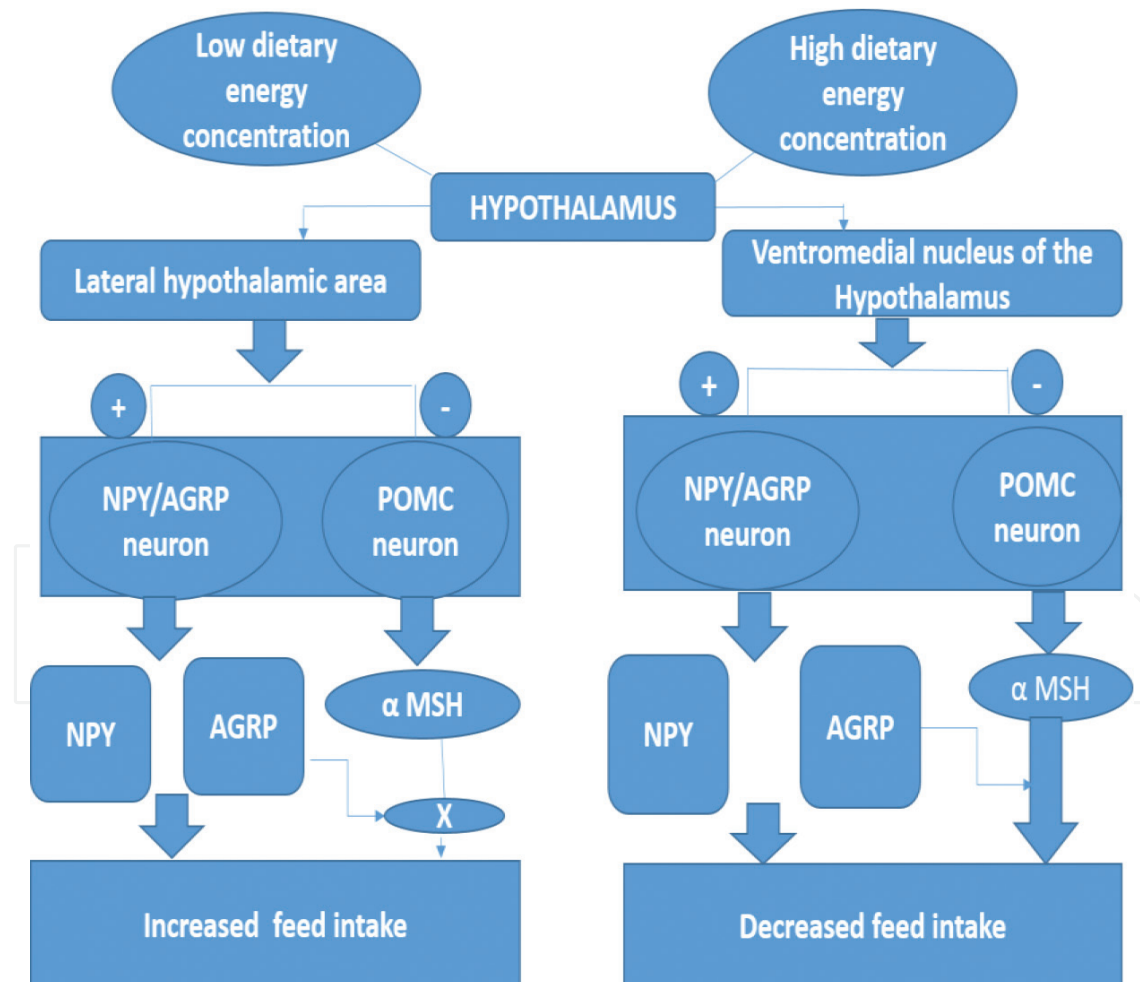 Low dietary
energy
concentration
High dietary
energy
concentration
HYPOTHALAMUS
Lateral hypothalamic area
Ventromedial nucleus of the
Hypothalamus
+
-
+
-
NPY/AGRP
neuron
POMC
neuron
NPY/AGRP
neuron
POMC
neuron
NPY
AGRP
α MSH
X
NPY
AGRP
α MSH
Increased feed intake
Decreased feed intake